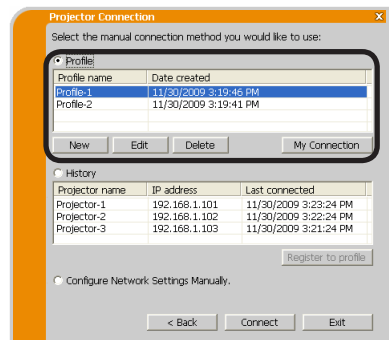 Projector Connection X
Select the manual connection method you would like to use:
Profile
Profile name Date created
Profile-1 11/30/2009 3:19:46 PM
Profile-2 11/30/2009 3:19:41 PM
New Edit Delete My Connection
History
Projector name IP address Last connected
Projector-1 192.168.1.101 11/30/2009 3:23:24 PM
Projector-2 192.168.1.102 11/30/2009 3:22:24 PM
Projector-3 192.168.1.103 11/30/2009 3:21:24 PM
Register to profile
Configure Network Settings Manually.
< Back Connect Exit